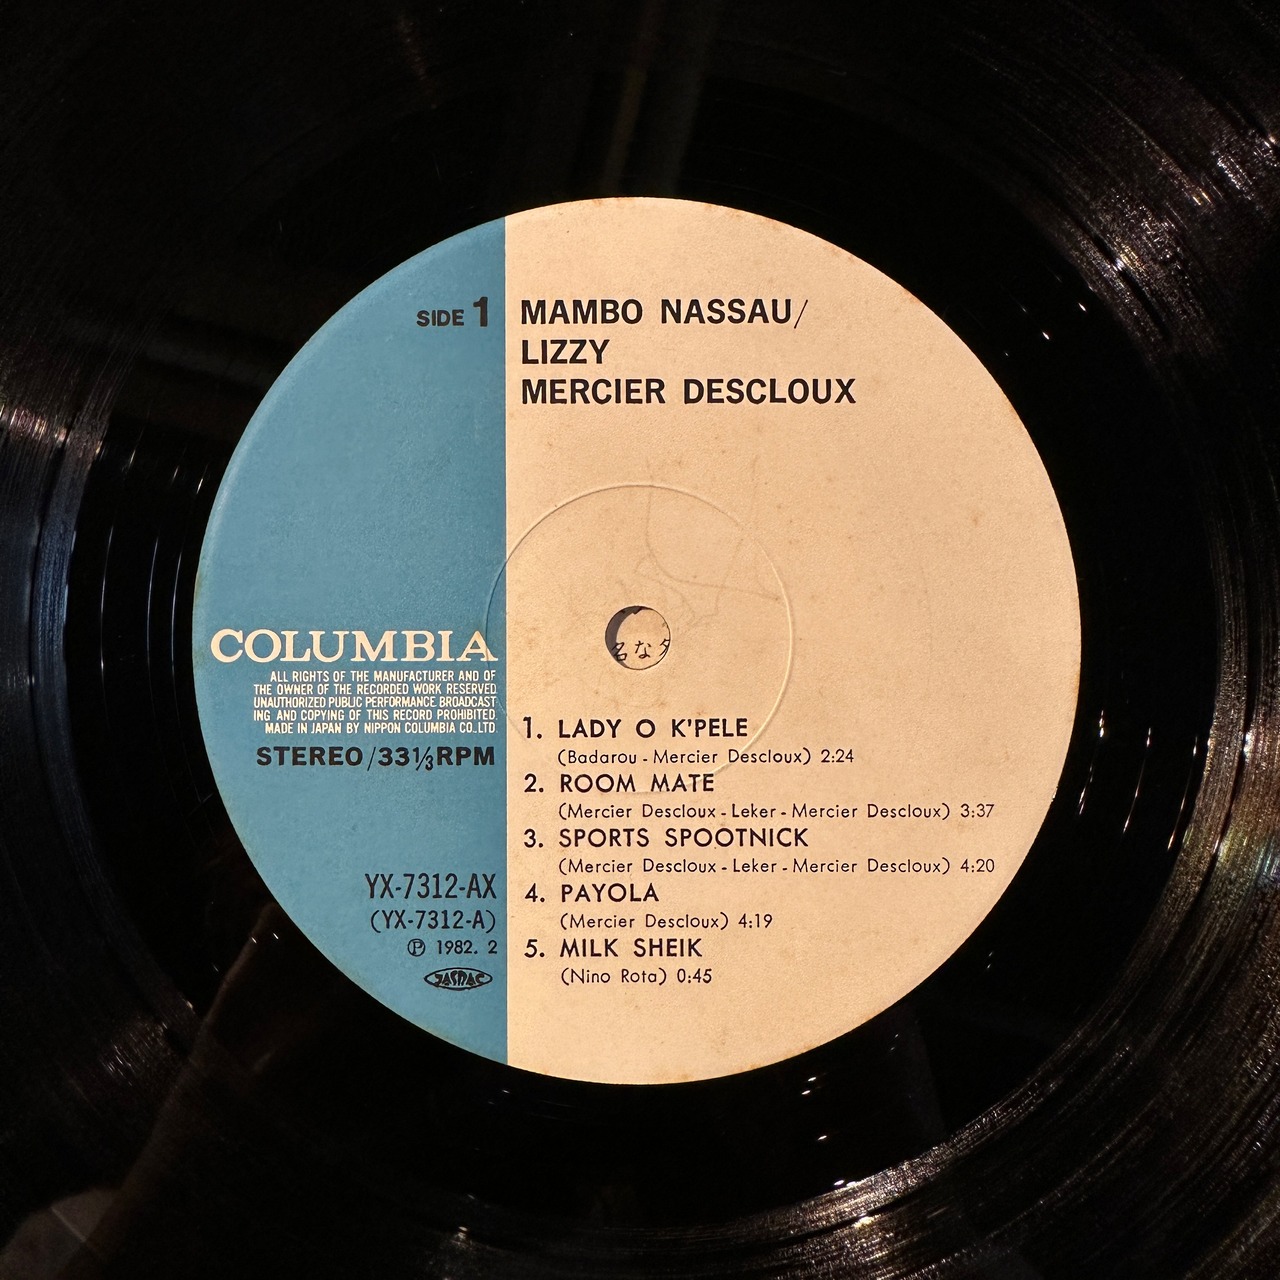 SIDE 1
MAMBO NASSAU/
LIZZY
MERCIER DESCLOUX
COLUMBIA
ALL RIGHTS OF THE MANUFACTURER AND OF
THE OWNER OF THE RECORDED WORK RESERVED
UNAUTHORIZED PUBLIC PERFORMANCE BROADCAST
ING AND COPYING OF THIS RECORD PROHIBITED.
MADE IN JAPAN BY NIPPON COLUMBIA CO.,LTD.
STEREO/33⅓RPM
YX-7312-AX
(YX-7312-A)
Ⓟ 1982. 2
JASRAC
名な
1. LADY O K'PELE
(Badarou - Mercier Descloux) 2:24
2. ROOM MATE
(Mercier Descloux - Leker - Mercier Descloux) 3:37
3. SPORTS SPOOTNICK
(Mercier Descloux - Leker - Mercier Descloux) 4:20
4. PAYOLA
(Mercier Descloux) 4:19
5. MILK SHEIK
(Nino Rota) 0:45